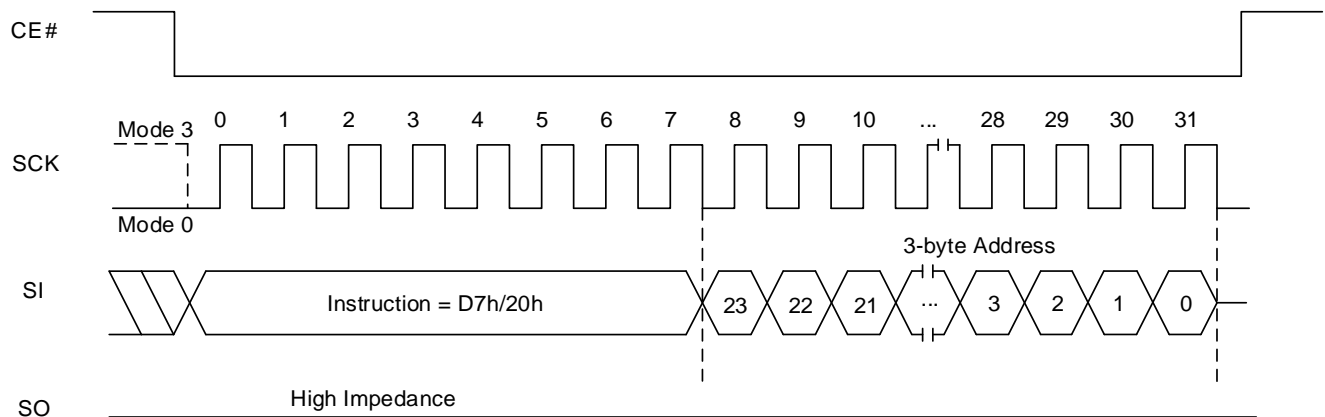 CE#
0 1 2 3 4 5 6 7 8 9 10 ... 28 29 30 31
Mode 3
SCK
Mode 0
3-byte Address
SI
Instruction = D7h/20h
23 22 21 ... 3 2 1 0
...
High Impedance
SO